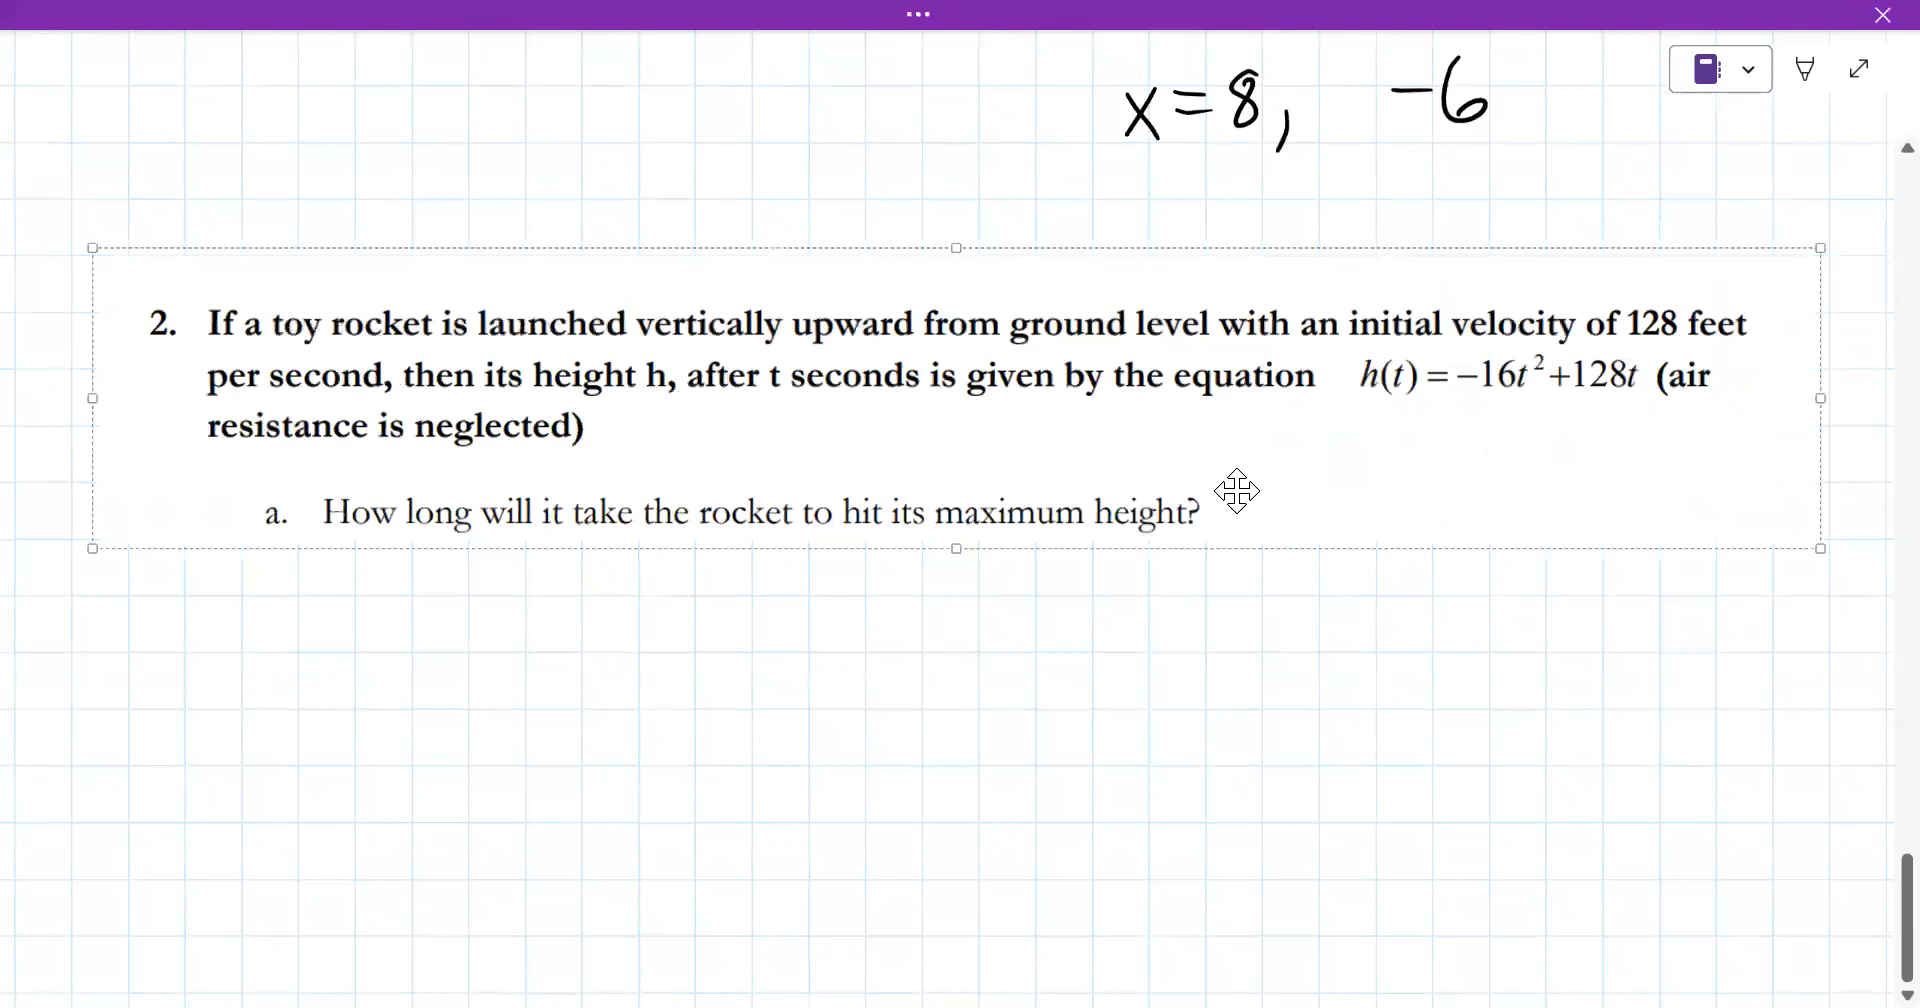 x=8, -6
2. If a toy rocket is launched vertically upward from ground level with an initial velocity of 128 feet
per second, then its height h, after t seconds is given by the equation h(t) = −16t² +128t (air
resistance is neglected)
a. How long will it take the rocket to hit its maximum height?